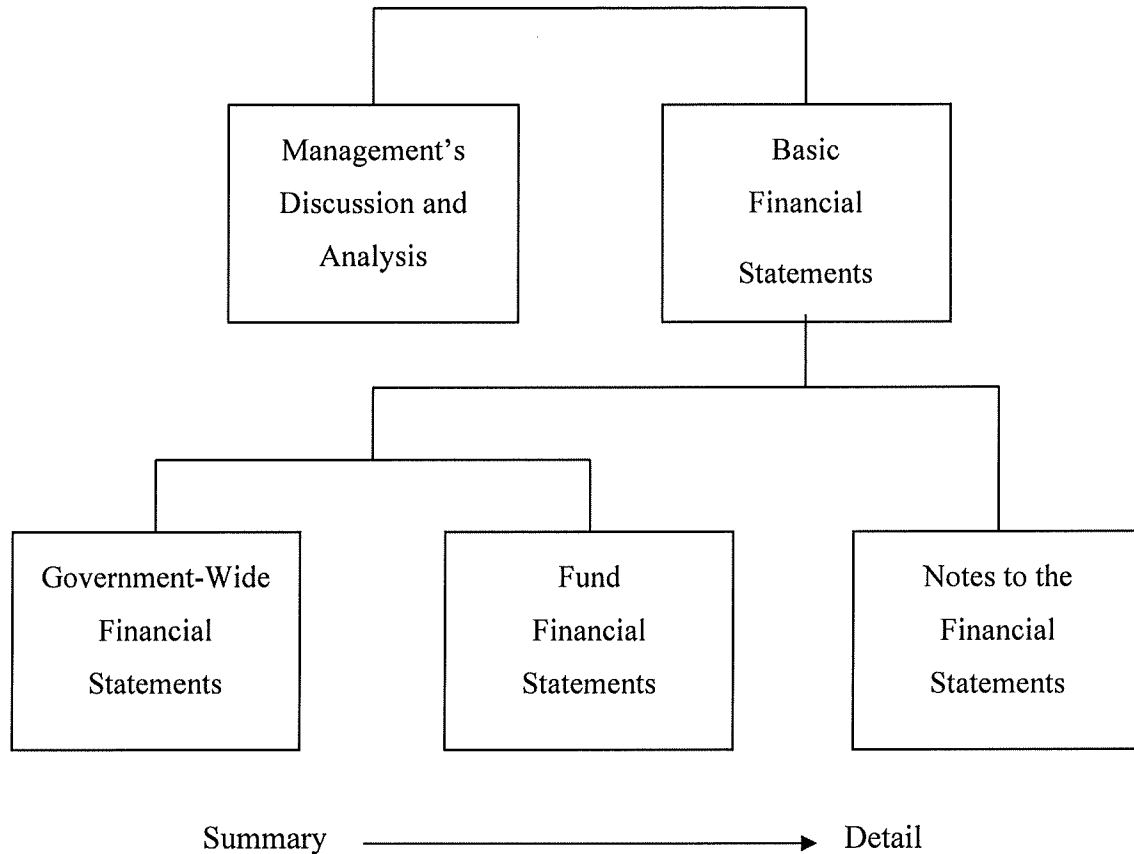 Management’s
Discussion and
Analysis
Basic
Financial
Statements
Government-Wide
Financial
Statements
Fund
Financial
Statements
Notes to the
Financial
Statements
Summary
Detail